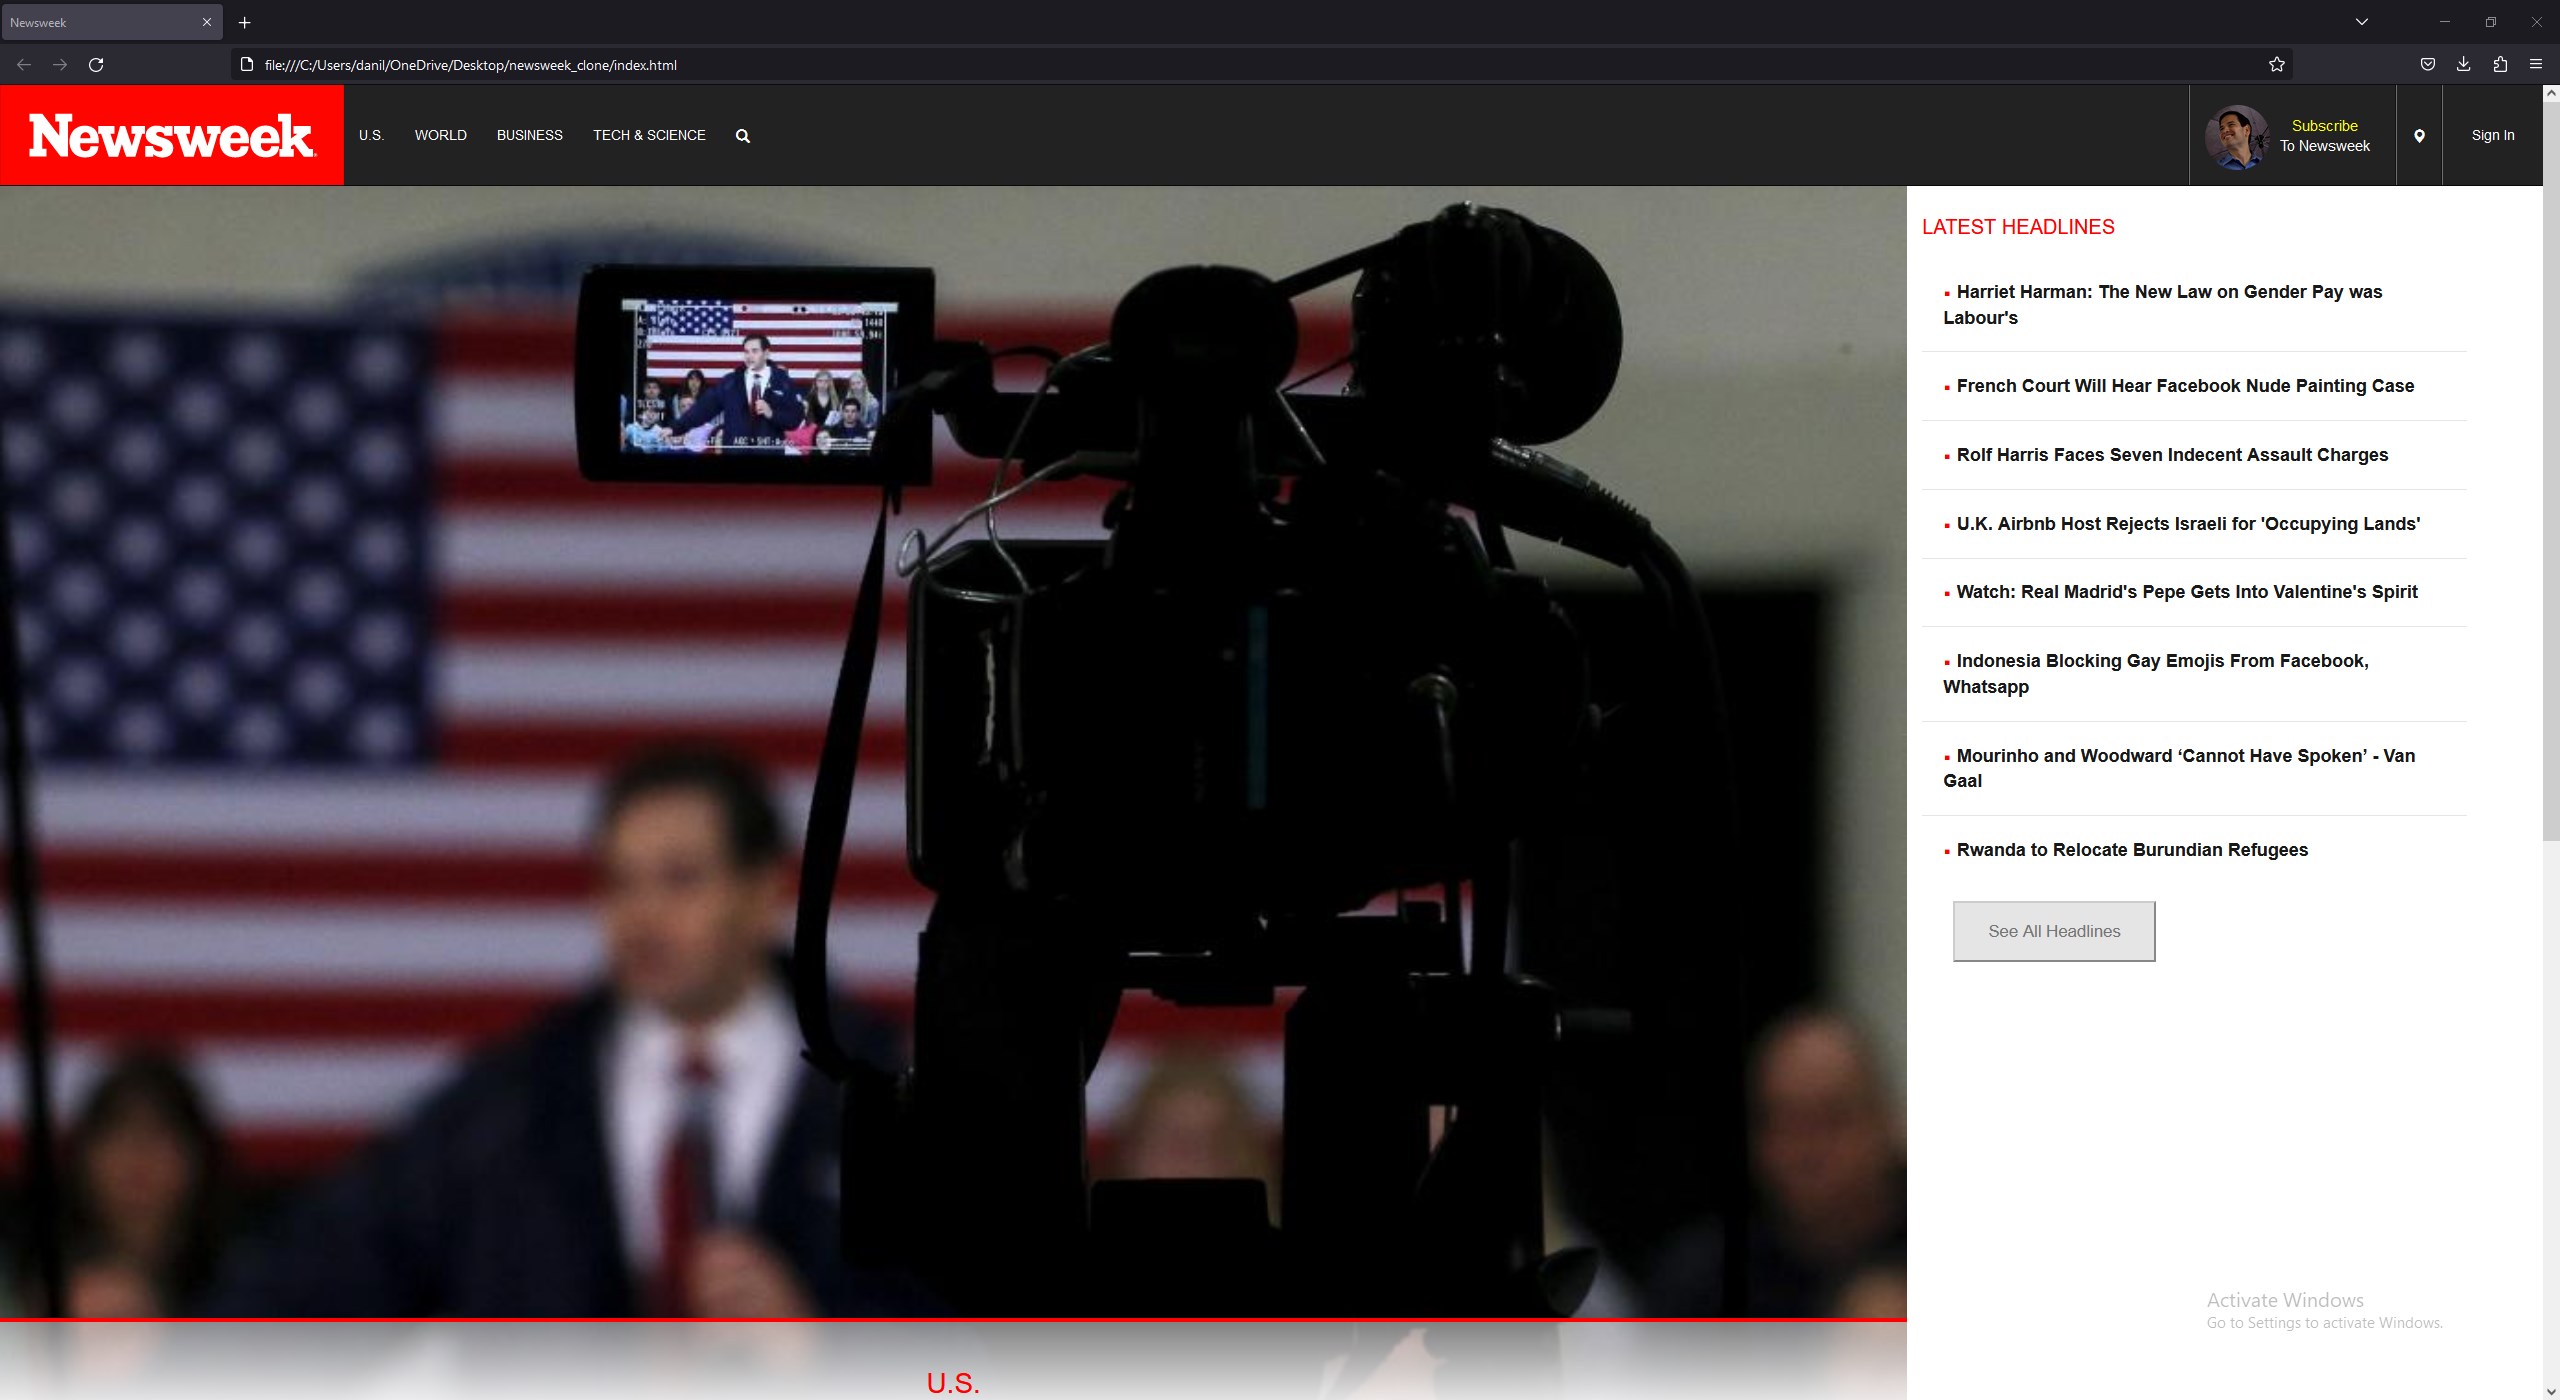 Newsweek
file:///C:/Users/danil/OneDrive/Desktop/newsweek_clone/index.html
Newsweek
U.S.
WORLD
BUSINESS
TECH & SCIENCE
Subscribe
To Newsweek
Sign In
LATEST HEADLINES
Harriet Harman: The New Law on Gender Pay was
Labour's
French Court Will Hear Facebook Nude Painting Case
Rolf Harris Faces Seven Indecent Assault Charges
U.K. Airbnb Host Rejects Israeli for 'Occupying Lands'
Watch: Real Madrid's Pepe Gets Into Valentine's Spirit
Indonesia Blocking Gay Emojis From Facebook,
Whatsapp
Mourinho and Woodward ‘Cannot Have Spoken’ - Van
Gaal
Rwanda to Relocate Burundian Refugees
See All Headlines
Activate Windows
Go to Settings to activate Windows.
U.S.